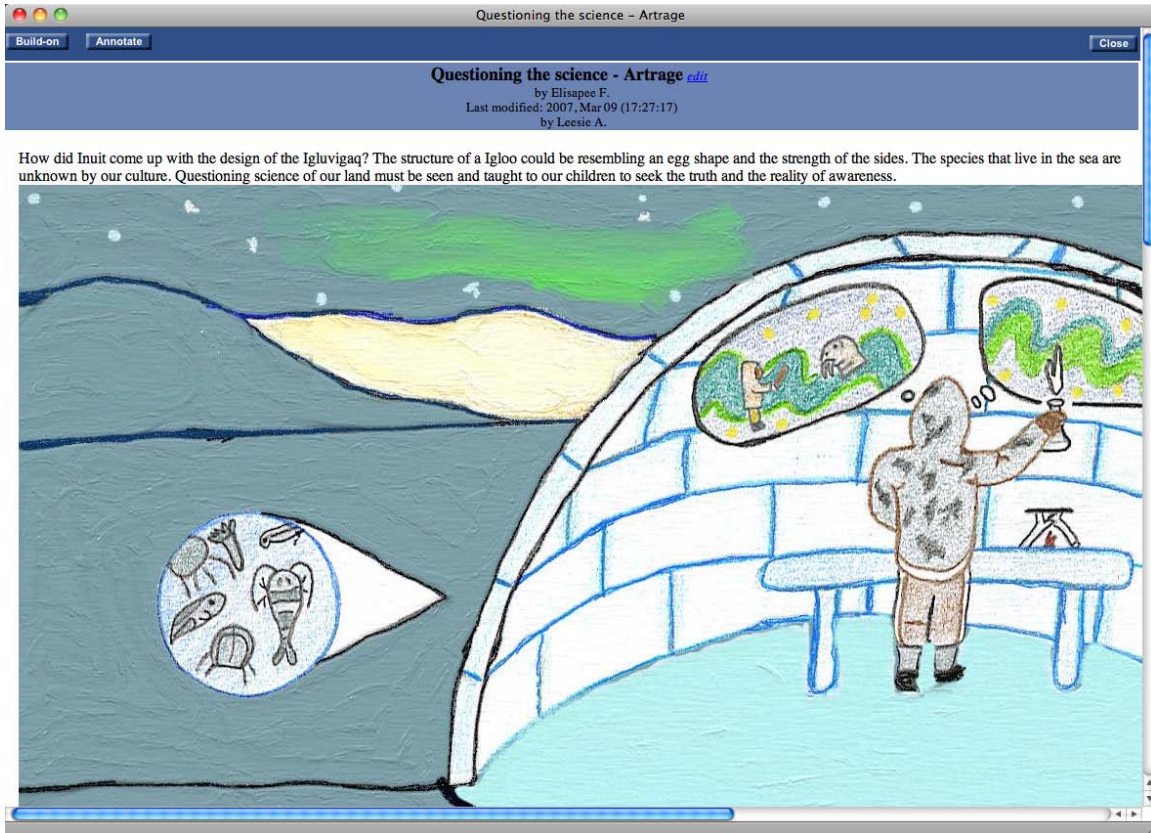 Questioning the science – Artrage
Build-on Annotate Close
Questioning the science - Artrage edit
by Elisapee F.
Last modified: 2007, Mar 09 (17:27:17)
by Leesie A.
How did Inuit come up with the design of the Igluvigaq? The structure of a Igloo could be resembling an egg shape and the strength of the sides. The species that live in the sea are
unknown by our culture. Questioning science of our land must be seen and taught to our children to seek the truth and the reality of awareness.